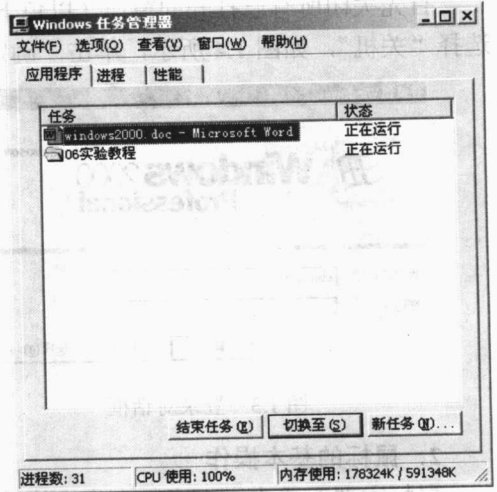 Windows 任务管理器
文件(F) 选项(O) 查看(V) 窗口(W) 帮助(H)
应用程序 进程 性能
任务 状态
windows2000.doc - Microsoft Word 正在运行
06实验教程 正在运行
结束任务(E) 切换至(S) 新任务(N)...
进程数: 31 CPU 使用: 100% 内存使用: 178324K / 591348K